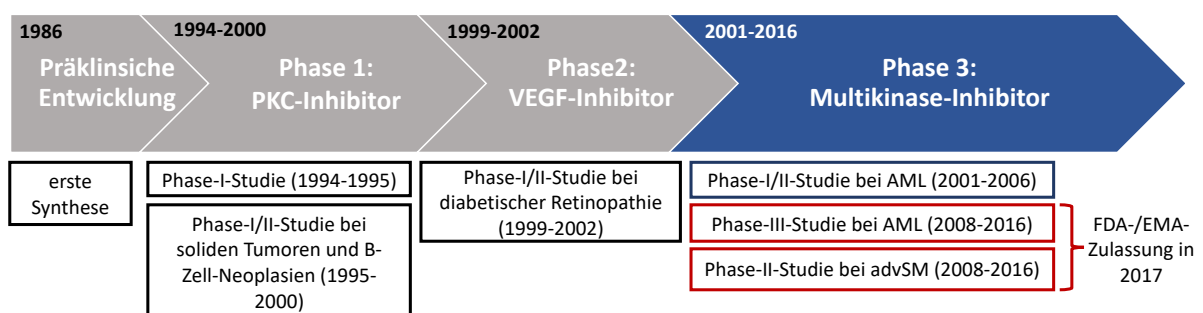 1986
Präklinsiche
Entwicklung
1994-2000
Phase 1:
PKC-Inhibitor
1999-2002
Phase2:
VEGF-Inhibitor
2001-2016
Phase 3:
Multikinase-Inhibitor
erste
Synthese
Phase-I-Studie (1994-1995)
Phase-I/II-Studie bei
soliden Tumoren und B-
Zell-Neoplasien (1995-
2000)
Phase-I/II-Studie bei
diabetischer Retinopathie
(1999-2002)
Phase-I/II-Studie bei AML (2001-2006)
Phase-III-Studie bei AML (2008-2016)
Phase-II-Studie bei advSM (2008-2016)
FDA-/EMA-
Zulassung in
2017